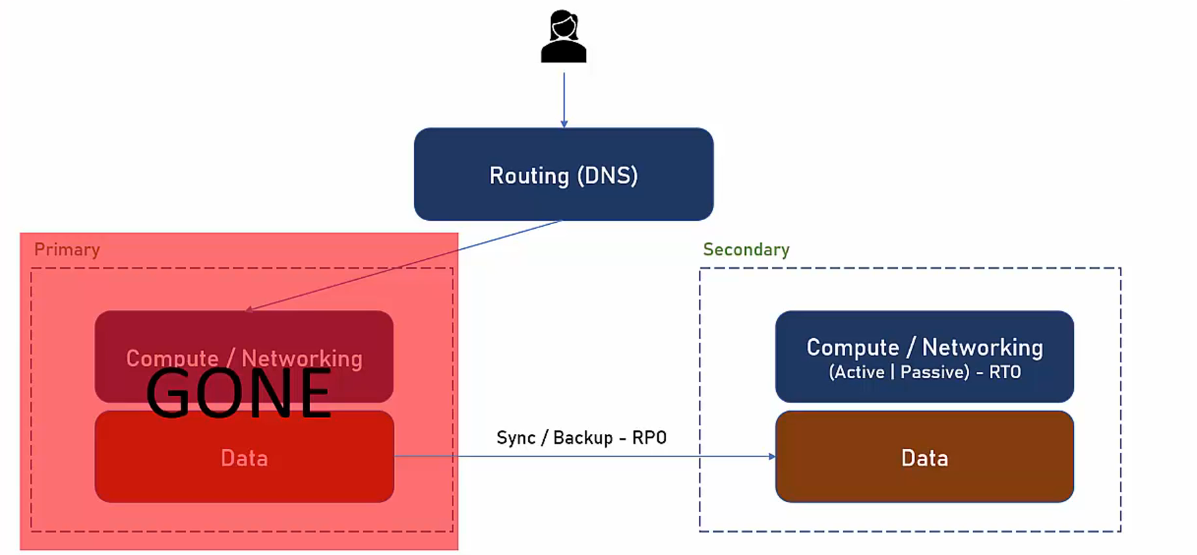 Routing (DNS)
Primary
Secondary
Compute / Networking
GONE
Data
Sync / Backup - RPO
Compute / Networking
(Active | Passive) - RTO
Data